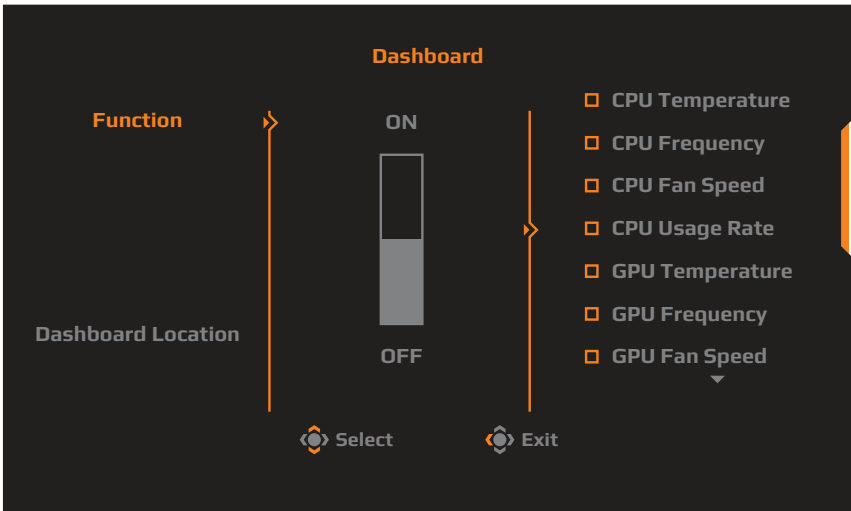 Dashboard
Function
Dashboard Location
ON
OFF
CPU Temperature
CPU Frequency
CPU Fan Speed
CPU Usage Rate
GPU Temperature
GPU Frequency
GPU Fan Speed
Select
Exit